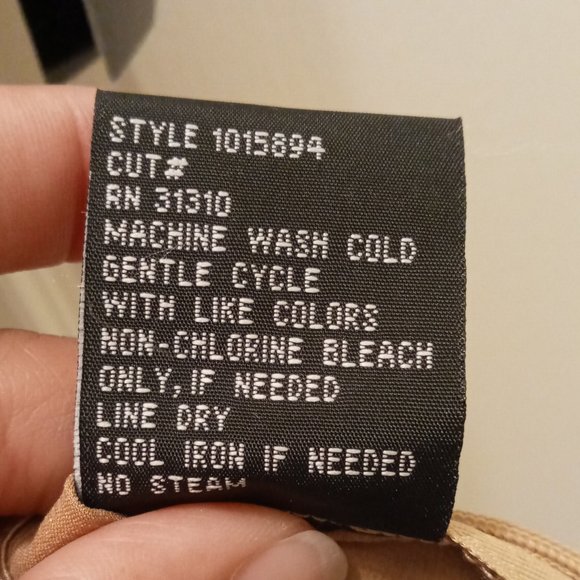 STYLE 1015894
CUT#
RN 31310
MACHINE WASH COLD
GENTLE CYCLE
WITH LIKE COLORS
NON-CHLORINE BLEACH
ONLY, IF NEEDED
LINE DRY
COOL IRON IF NEEDED
NO STEAM